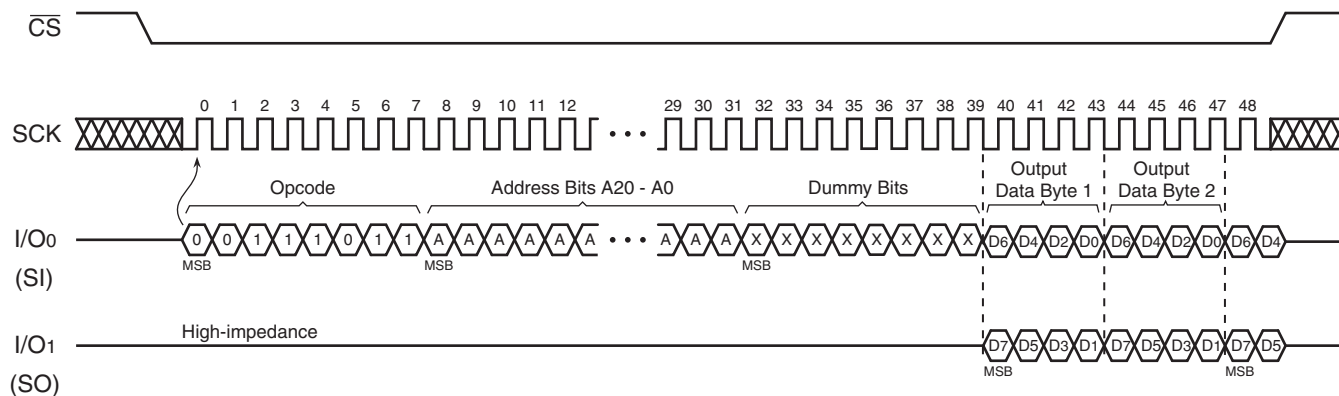 CS
0 1 2 3 4 5 6 7 8 9 10 11 12 29 30 31 32 33 34 35 36 37 38 39 40 41 42 43 44 45 46 47 48
SCK
Opcode Address Bits A20 - A0 Dummy Bits Output Data Byte 1 Output Data Byte 2
I/O0 (SI)
0 0 1 1 1 0 1 1 A A A A A A A A A X X X X X X X X D6 D4 D2 D0 D6 D4 D2 D0 D6 D4
MSB MSB MSB
High-impedance
I/O1 (SO)
D7 D5 D3 D1 D7 D5 D3 D1 D7 D5
MSB MSB